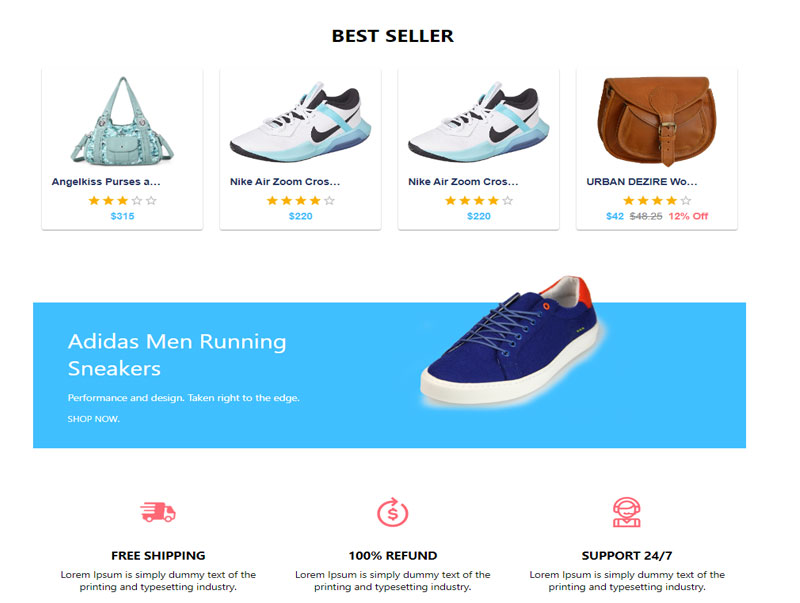 BEST SELLER
Angelkiss Purses a...
$315
Nike Air Zoom Cros...
$220
Nike Air Zoom Cros...
$220
URBAN DEZIRE Wo...
$42 $48.25 12% Off
Adidas Men Running
Sneakers
Performance and design. Taken right to the edge.
SHOP NOW.
FREE SHIPPING
Lorem Ipsum is simply dummy text of the
printing and typesetting industry.
100% REFUND
Lorem Ipsum is simply dummy text of the
printing and typesetting industry.
SUPPORT 24/7
Lorem Ipsum is simply dummy text of the
printing and typesetting industry.